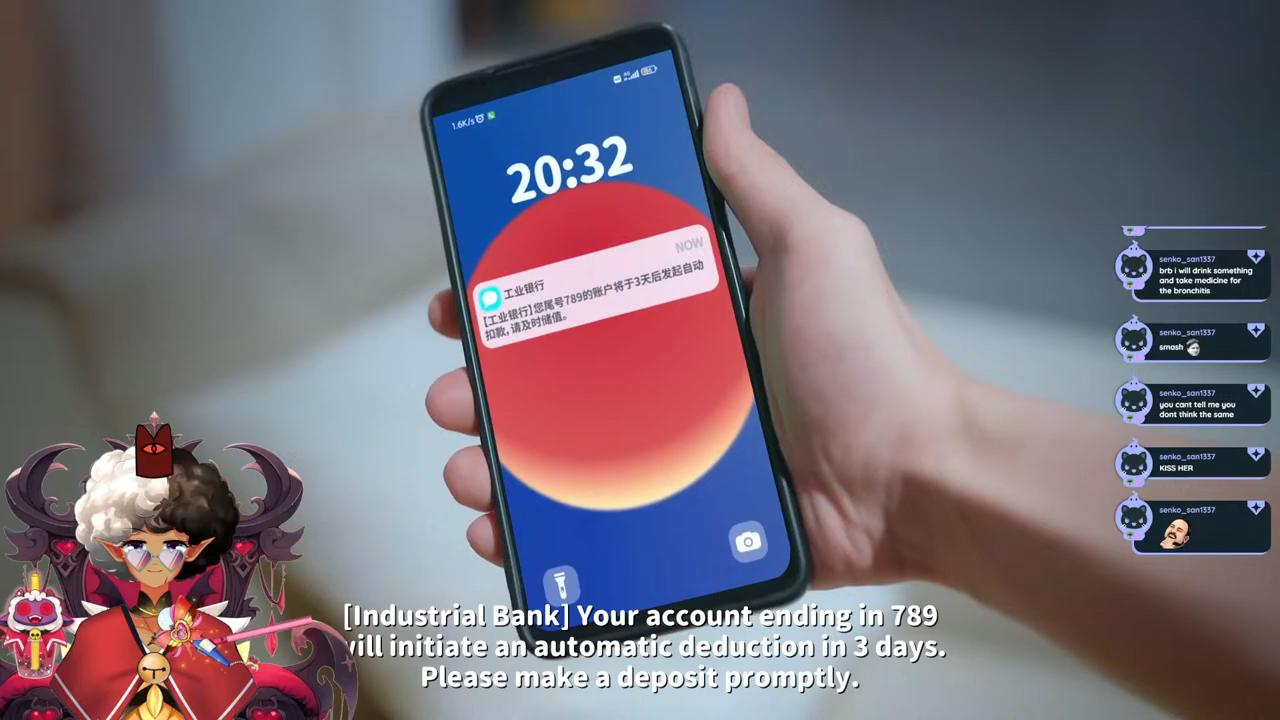 1.6K/s
20:32
NOW
工业银行
[工业银行]您尾号789的账户将于3天后发起自动
扣款，请及时储值。
[Industrial Bank] Your account ending in 789
will initiate an automatic deduction in 3 days.
Please make a deposit promptly.
senko_san1337
brb i will drink something
and take medicine for
the bronchitis
senko_san1337
smash
senko_san1337
you cant tell me you
dont think the same
senko_san1337
KISS HER
senko_san1337